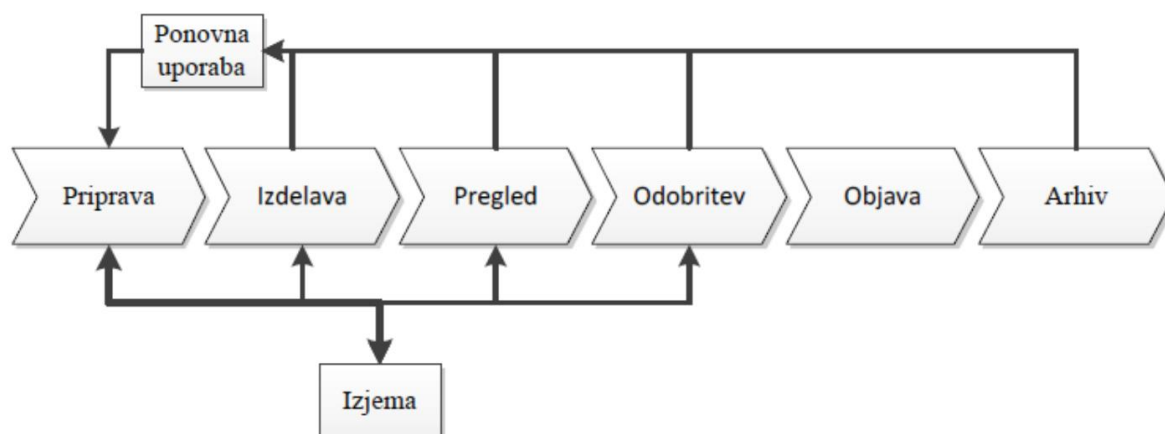 Ponovna
uporaba
Priprava
Izdelava
Pregled
Odobritev
Objava
Arhiv
Izjema